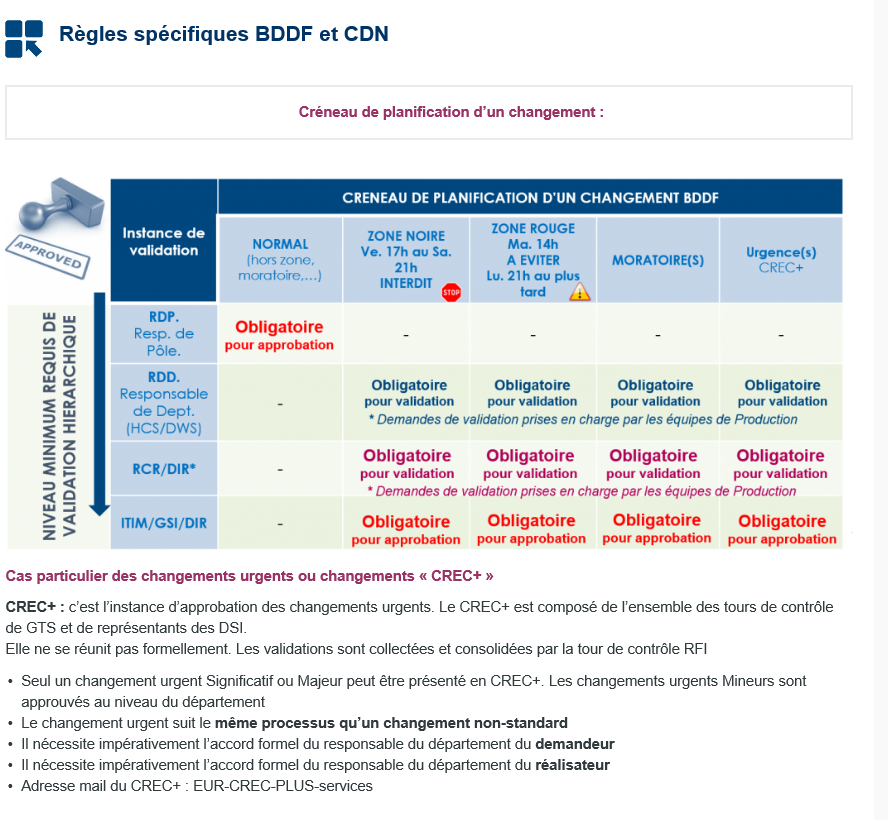 Règles spécifiques BDDF et CDN
Créneau de planification d’un changement :
APPROVED
Instance de
validation
CRENEAU DE PLANIFICATION D’UN CHANGEMENT BDDF
NORMAL
(hors zone,
moratoire,…)
ZONE NOIRE
Ve. 17h au Sa.
21h
INTERDIT
STOP
ZONE ROUGE
Ma. 14h
A EVITER
Lu. 21h au plus
tard
MORATOIRE(S)
Urgence(s)
CREC+
NIVEAU MINIMUM REQUIS DE
VALIDATION HIERARCHIQUE
RDP.
Resp. de
Pôle.
Obligatoire
pour approbation
-
-
-
-
RDD.
Responsable
de Dept.
(HCS/DWS)
-
Obligatoire
pour validation
Obligatoire
pour validation
Obligatoire
pour validation
Obligatoire
pour validation
* Demandes de validation prises en charge par les équipes de Production
RCR/DIR*
-
Obligatoire
pour validation
Obligatoire
pour validation
Obligatoire
pour validation
Obligatoire
pour validation
* Demandes de validation prises en charge par les équipes de Production
ITIM/GSI/DIR
-
Obligatoire
pour approbation
Obligatoire
pour approbation
Obligatoire
pour approbation
Obligatoire
pour approbation
Cas particulier des changements urgents ou changements « CREC+ »
CREC+ : c’est l’instance d’approbation des changements urgents. Le CREC+ est composé de l’ensemble des tours de contrôle
de GTS et de représentants des DSI.
Elle ne se réunit pas formellement. Les validations sont collectées et consolidées par la tour de contrôle RFI
• Seul un changement urgent Significatif ou Majeur peut être présenté en CREC+. Les changements urgents Mineurs sont
approuvés au niveau du département
• Le changement urgent suit le même processus qu’un changement non-standard
• Il nécessite impérativement l’accord formel du responsable du département du demandeur
• Il nécessite impérativement l’accord formel du responsable du département du réalisateur
• Adresse mail du CREC+ : EUR-CREC-PLUS-services